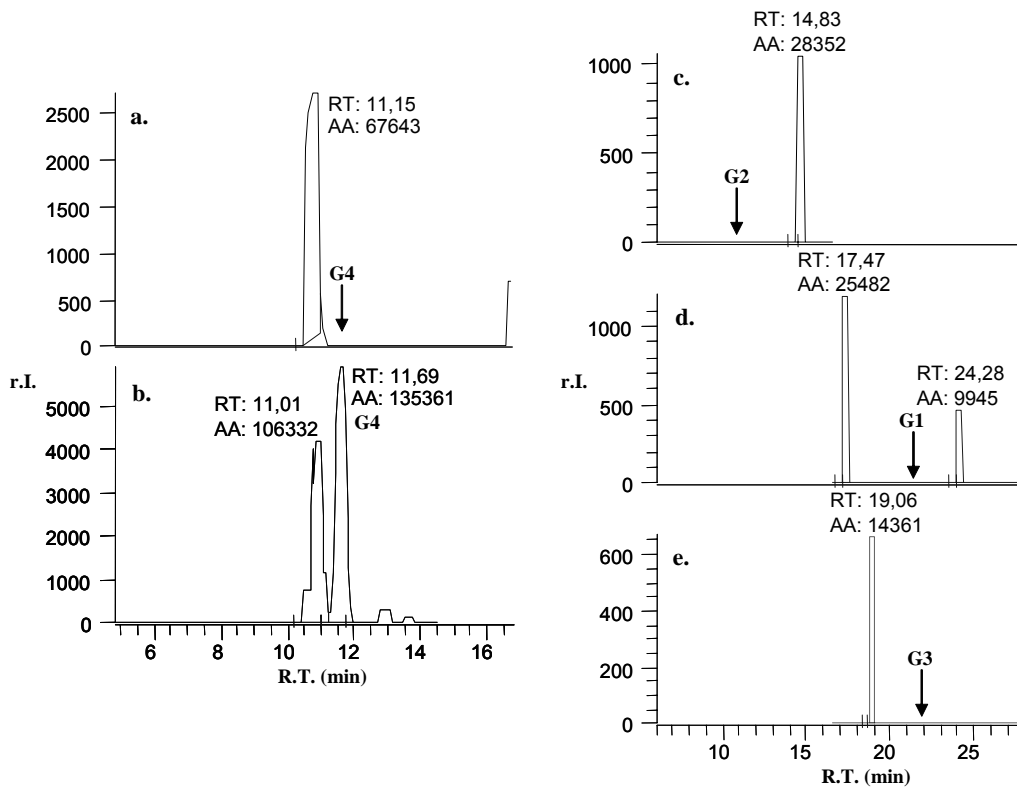 a.
RT: 11,15
AA: 67643
G4
2500
2000
1500
1000
500
0
r.I.
b.
RT: 11,01
AA: 106332
RT: 11,69
AA: 135361
G4
5000
4000
3000
2000
1000
0
6 8 10 12 14 16
R.T. (min)
RT: 14,83
AA: 28352
c.
G2
1000
500
0
RT: 17,47
AA: 25482
d.
G1
RT: 24,28
AA: 9945
1000
500
0
r.I.
RT: 19,06
AA: 14361
e.
G3
600
400
200
0
10 15 20 25
R.T. (min)